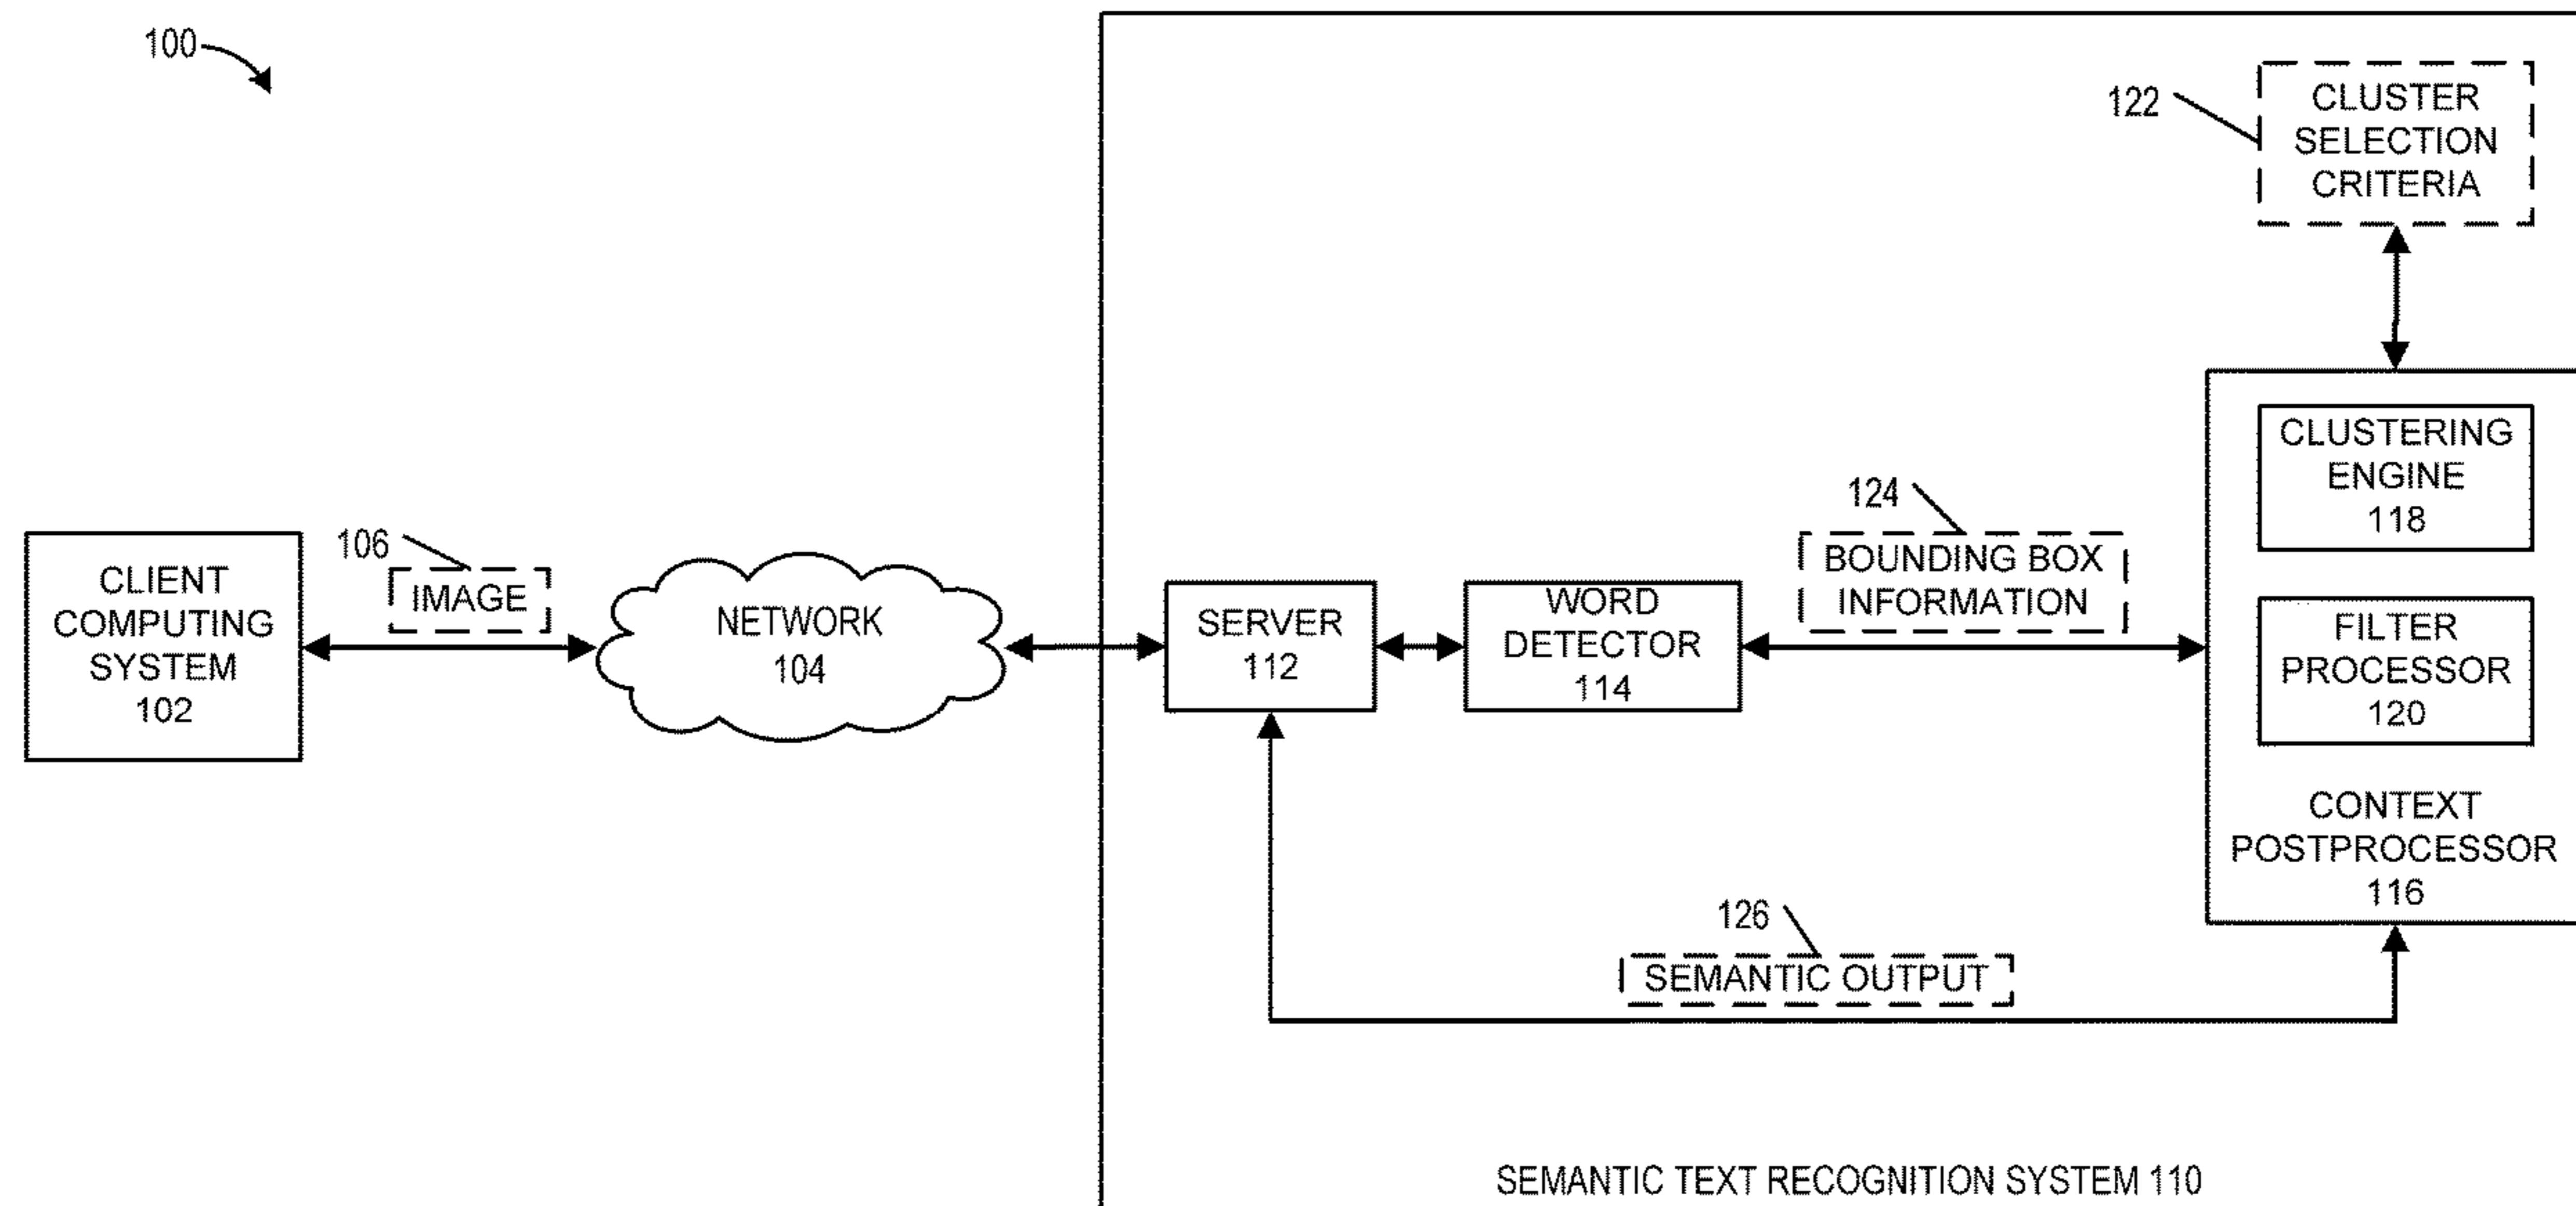 100
122
CLUSTER
SELECTION
CRITERIA
CLUSTERING
ENGINE
118
124
BOUNDING BOX
INFORMATION
106
IMAGE
CLIENT
COMPUTING
SYSTEM
102
NETWORK
104
SERVER
112
WORD
DETECTOR
114
FILTER
PROCESSOR
120
CONTEXT
POSTPROCESSOR
116
126
SEMANTIC OUTPUT
SEMANTIC TEXT RECOGNITION SYSTEM 110